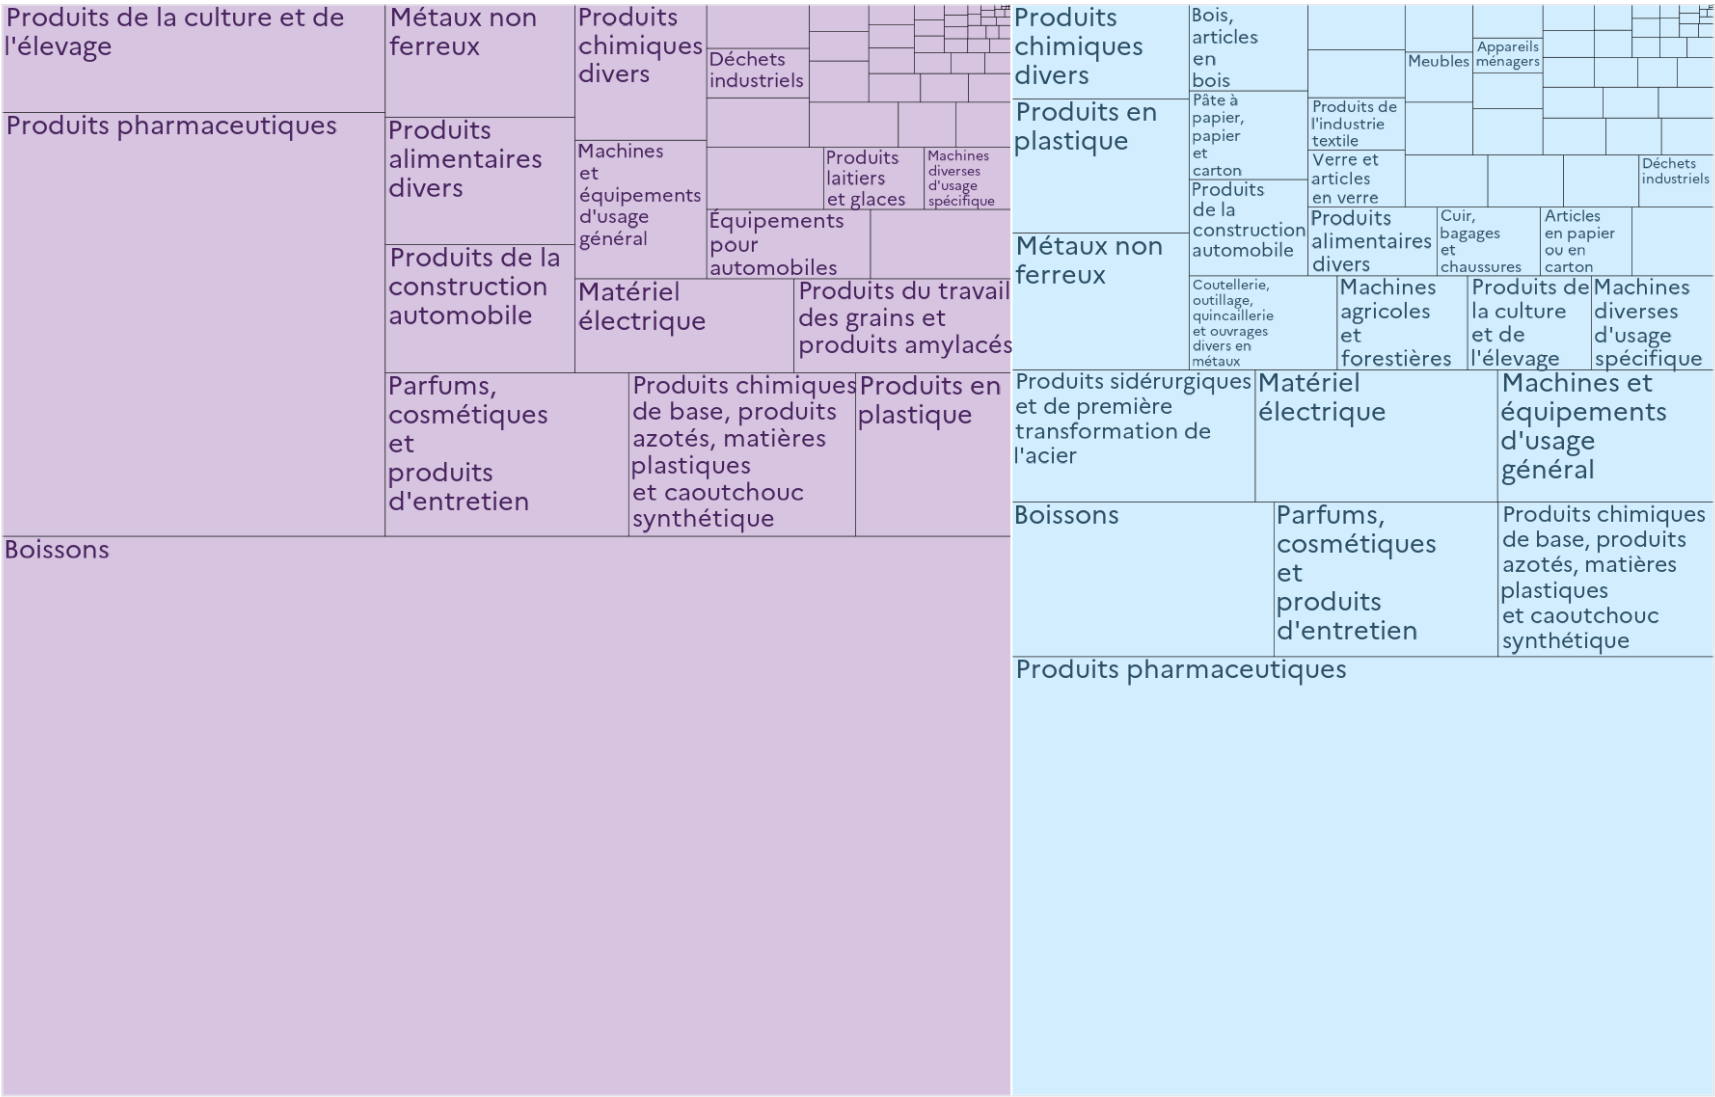 Produits de la culture et de
l'élevage
Produits pharmaceutiques
Métaux non
ferreux
Produits
alimentaires
divers
Produits de la
construction
automobile
Produits
chimiques
divers
Machines
et
équipements
d'usage
général
Déchets
industriels
Produits
laitiers
et glaces
Machines
diverses
d'usage
spécifique
Équipements
pour
automobiles
Matériel
électrique
Produits du travail
des grains et
produits amylacés
Parfums,
cosmétiques
et
produits
d'entretien
Produits chimiques
de base, produits
azotés, matières
plastiques
et caoutchouc
synthétique
Produits en
plastique
Boissons
Produits
chimiques
divers
Produits en
plastique
Métaux non
ferreux
Bois,
articles
en
bois
Pâte à
papier,
papier
et
carton
Produits
de la
construction
automobile
Produits de
l'industrie
textile
Verre et
articles
en verre
Produits
alimentaires
divers
Meubles
Appareils
ménagers
Déchets
industriels
Cuir,
bagages
et
chaussures
Articles
en papier
ou en
carton
Coutellerie,
outillage,
quincaillerie
et ouvrages
divers en
métaux
Machines
agricoles
et
forestières
Produits de
la culture
et de
l'élevage
Machines
diverses
d'usage
spécifique
Produits sidérurgiques
et de première
transformation de
l'acier
Matériel
électrique
Machines et
équipements
d'usage
général
Boissons
Parfums,
cosmétiques
et
produits
d'entretien
Produits chimiques
de base, produits
azotés, matières
plastiques
et caoutchouc
synthétique
Produits pharmaceutiques